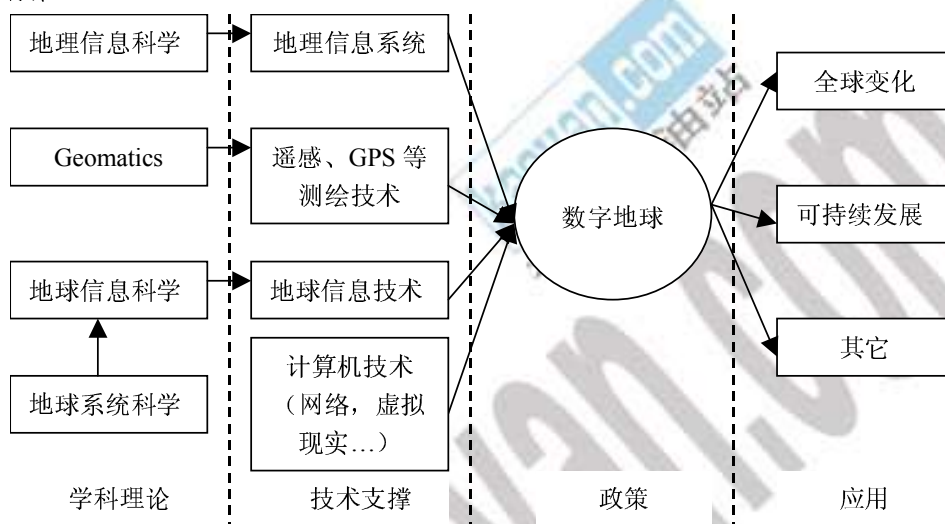 地理信息科学
地理信息系统
全球变化
Geomatics
遥感、GPS 等
测绘技术
数字地球
可持续发展
地球信息科学
地球信息技术
其它
计算机技术
（网络，虚拟
现实…）
地球系统科学
学科理论
技术支撑
政策
应用